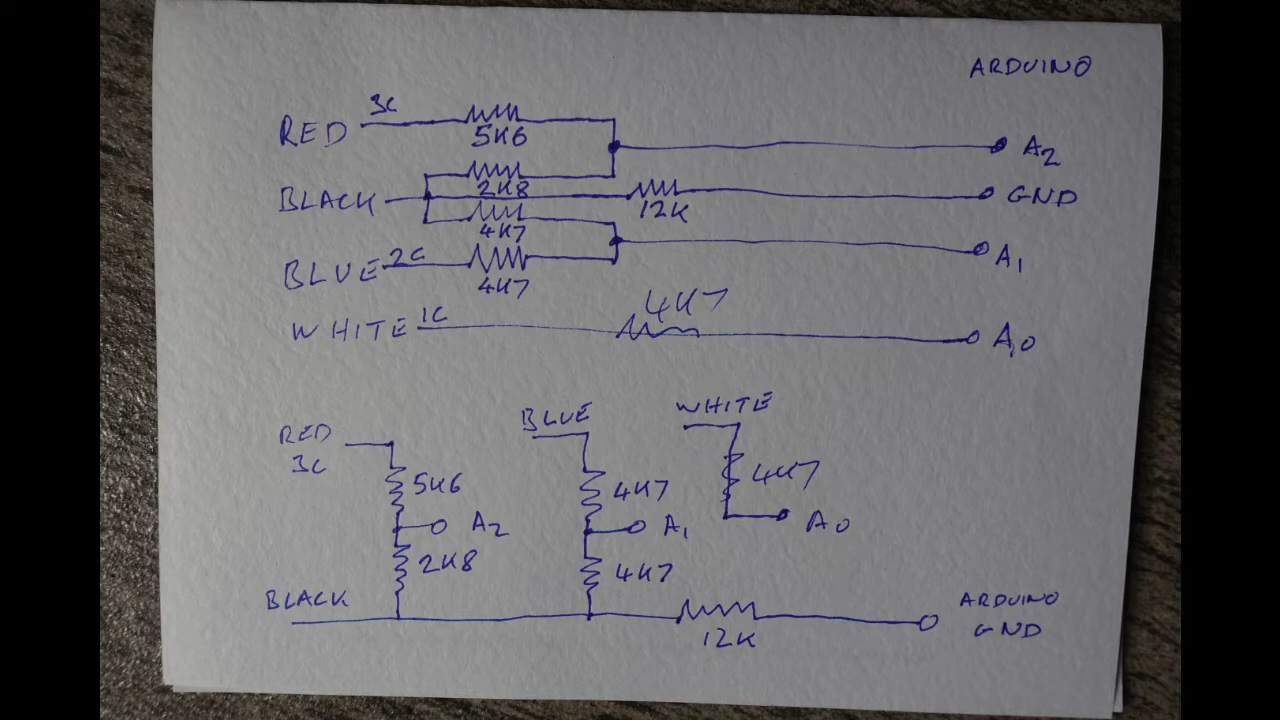 ARDUINO
RED 3C 5K6 A2
BLACK 2K8 12K GND
4K7
BLUE 2C 4K7 A1
WHITE 1C 4K7 A0
RED 3C 5K6 A2 2K8
BLUE 4K7 A1 4K7
WHITE 4K7 A0
BLACK 12K ARDUINO GND